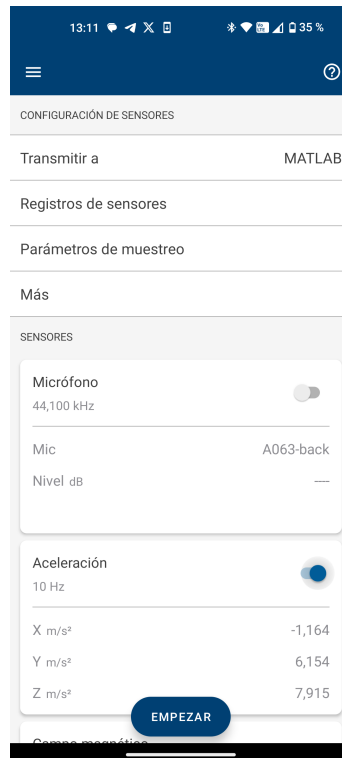 13:11 35 %
CONFIGURACIÓN DE SENSORES
Transmitir a MATLAB
Registros de sensores
Parámetros de muestreo
Más
SENSORES
Micrófono
44,100 kHz
Mic A063-back
Nivel dB —
Aceleración
10 Hz
X m/s² -1,164
Y m/s² 6,154
Z m/s² 7,915
EMPEZAR
Campo magnético